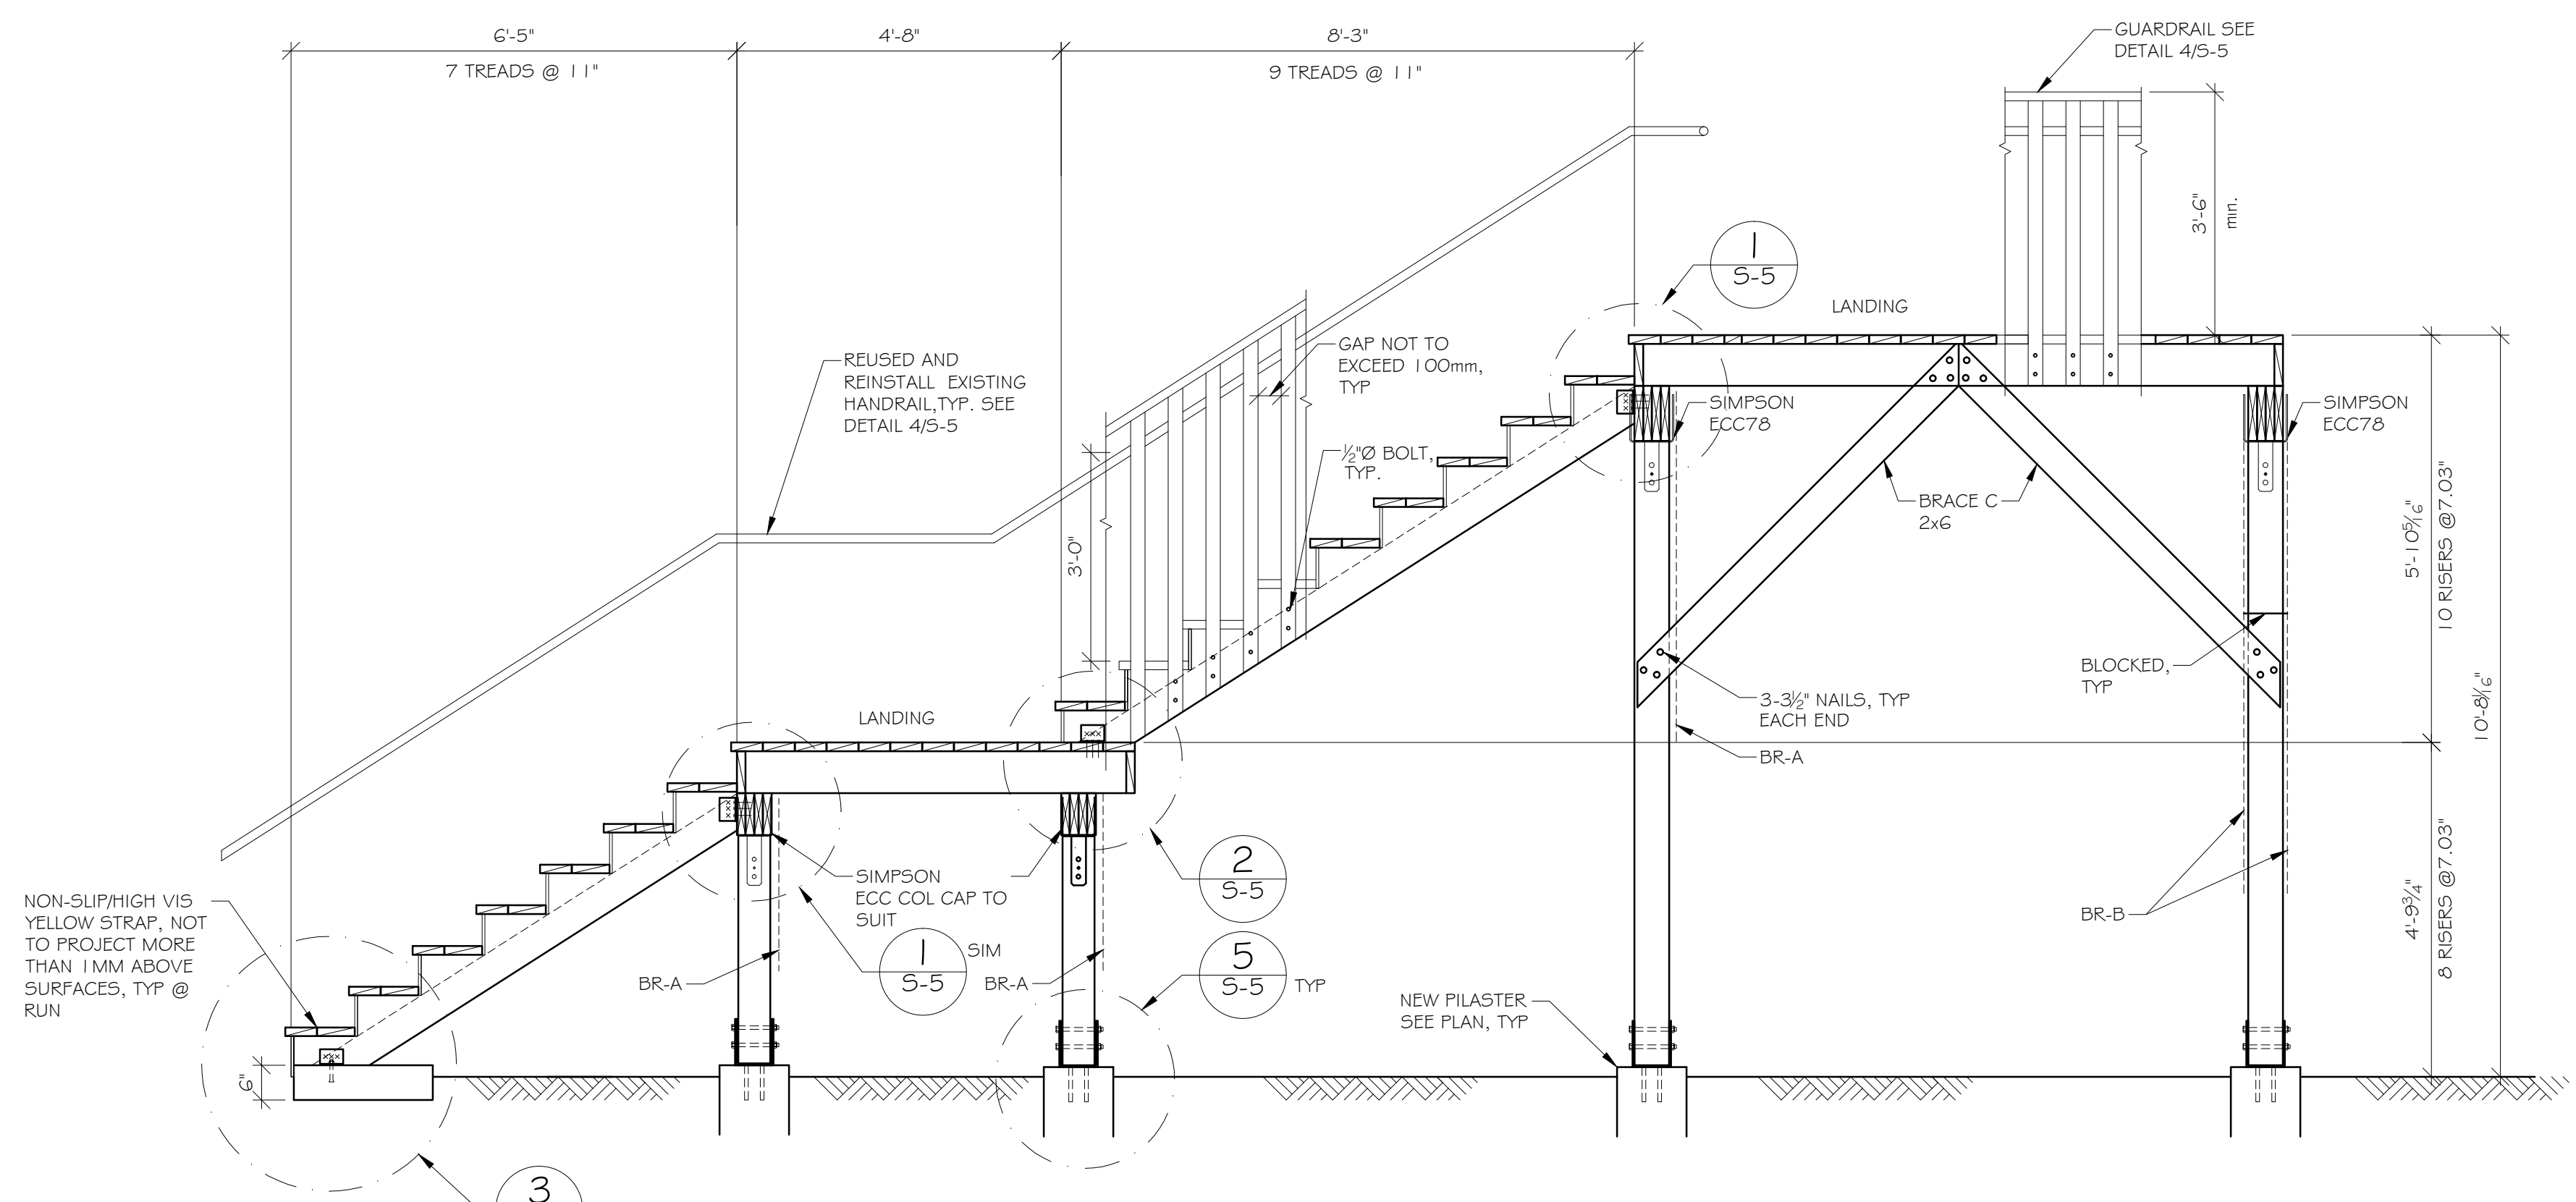 6'-5"
7 TREADS @ 11"
4'-8"
8'-3"
9 TREADS @ 11"
GUARDRAIL SEE
DETAIL 4/S-5
3'-6"
min.
1
S-5
LANDING
REUSED AND
REINSTALL EXISTING
HANDRAIL,TYP. SEE
DETAIL 4/S-5
GAP NOT TO
EXCEED 100mm,
TYP
½"Ø BOLT,
TYP.
3'-0"
SIMPSON
ECC78
SIMPSON
ECC78
BRACE C
2x6
5'-10 5/16"
10 RISERS @7.03"
BLOCKED,
TYP
10'-8 1/16"
3-3½" NAILS, TYP
EACH END
BR-A
LANDING
2
S-5
SIMPSON
ECC COL CAP TO
SUIT
1
S-5
SIM
BR-A
BR-A
5
S-5
TYP
NON-SLIP/HIGH VIS
YELLOW STRAP, NOT
TO PROJECT MORE
THAN 1MM ABOVE
SURFACES, TYP @
RUN
BR-B
4'-9¾"
8 RISERS @7.03"
NEW PILASTER
SEE PLAN, TYP
6"
3